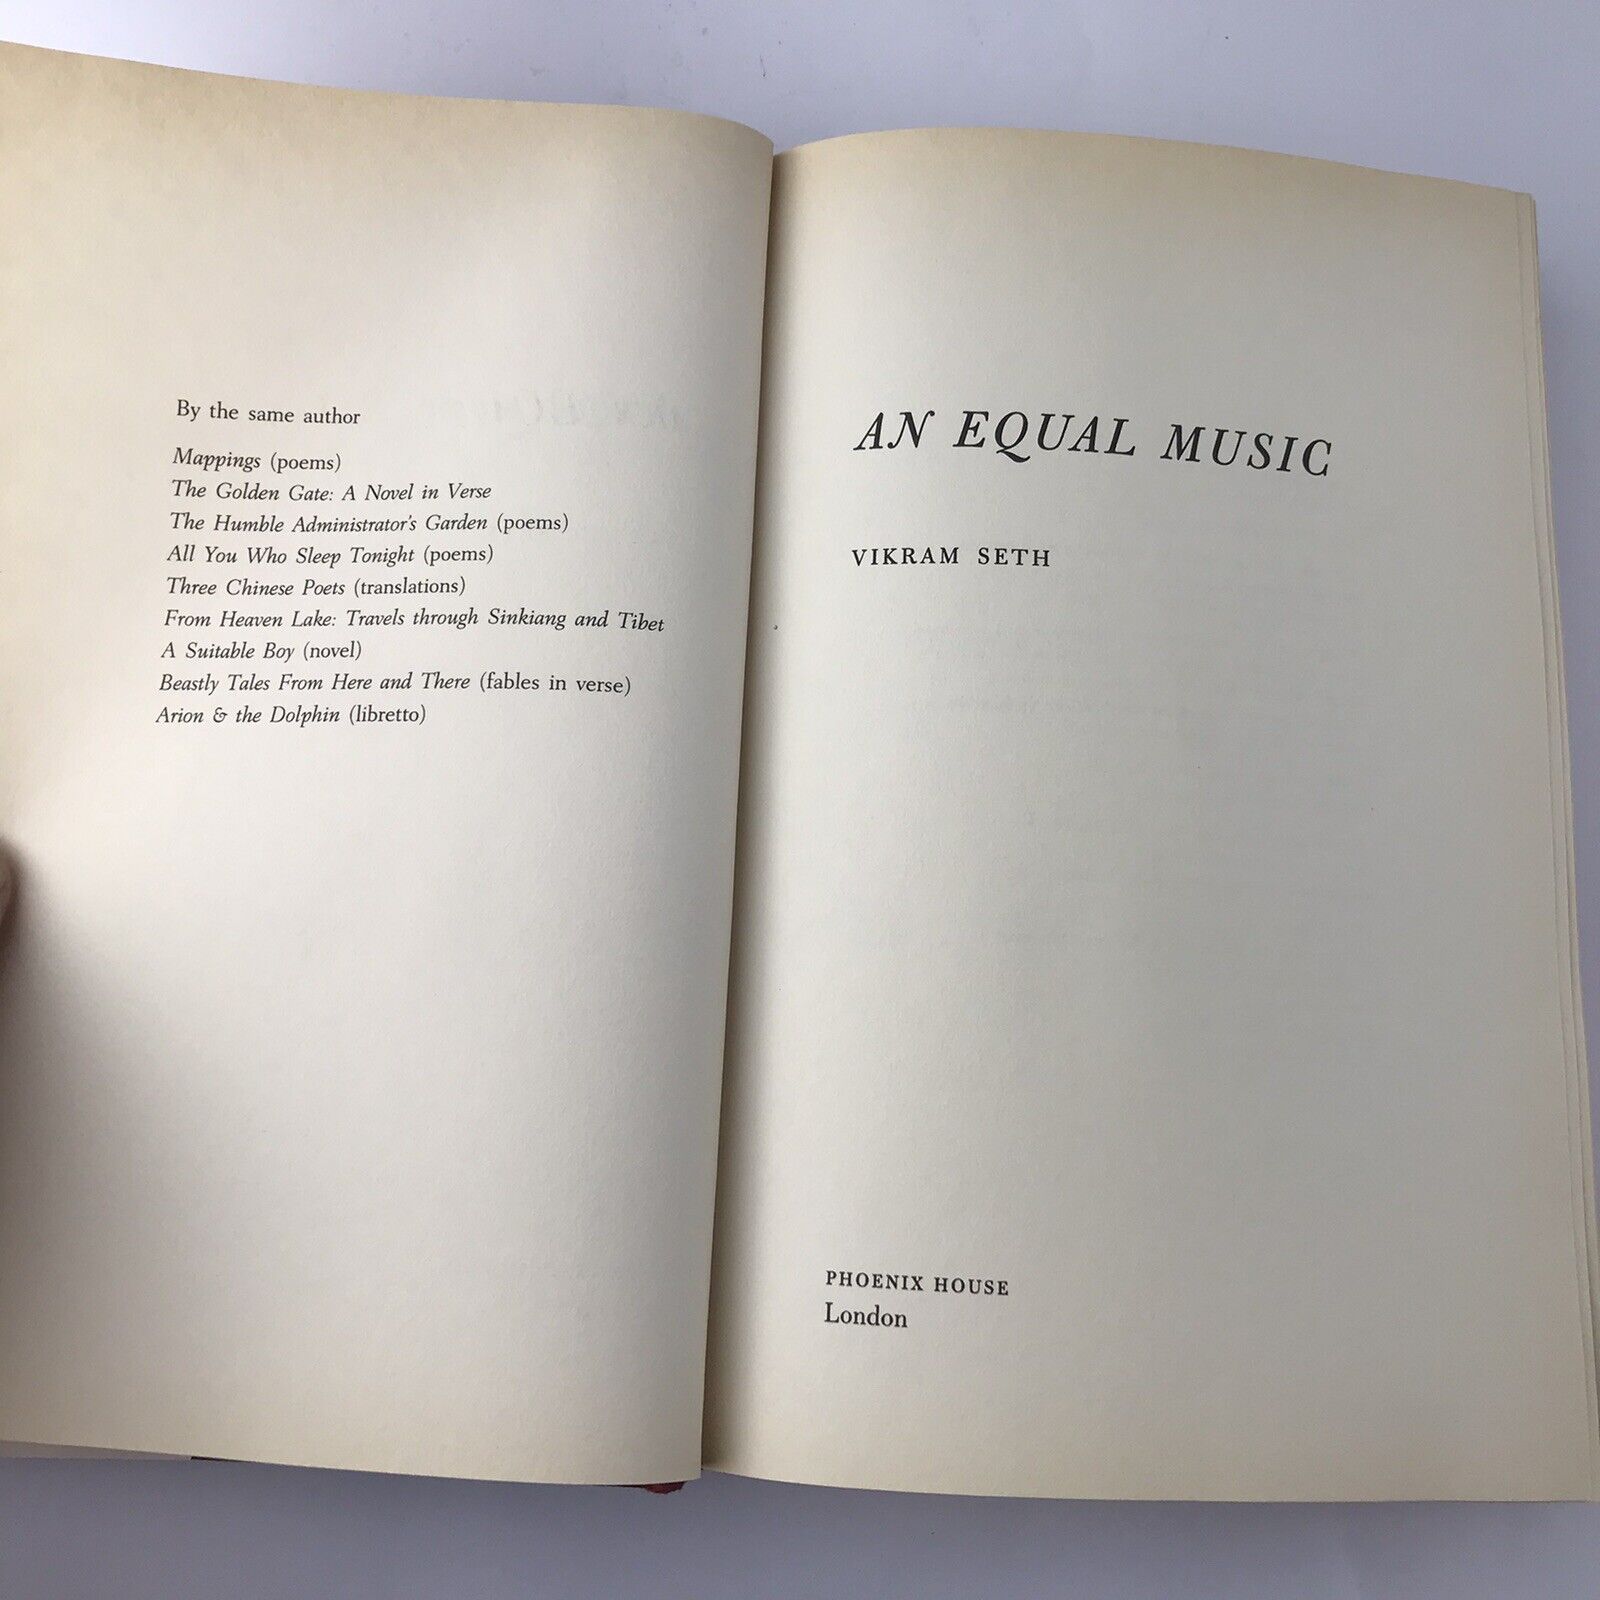 By the same author
Mappings (poems)
The Golden Gate: A Novel in Verse
The Humble Administrator's Garden (poems)
All You Who Sleep Tonight (poems)
Three Chinese Poets (translations)
From Heaven Lake: Travels through Sinkiang and Tibet
A Suitable Boy (novel)
Beastly Tales From Here and There (fables in verse)
Arion & the Dolphin (libretto)
AN EQUAL MUSIC
VIKRAM SETH
PHOENIX HOUSE
London